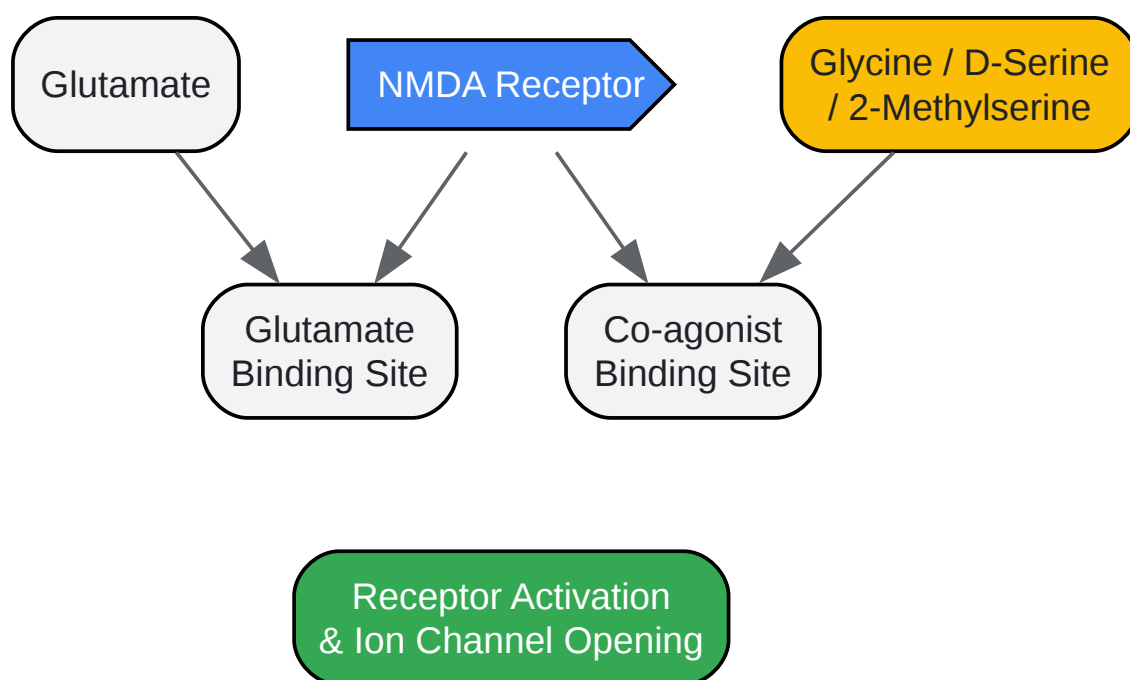 Glutamate
NMDA Receptor
Glycine / D-Serine
/ 2-Methylserine
Glutamate
Binding Site
Co-agonist
Binding Site
Receptor Activation
& Ion Channel Opening